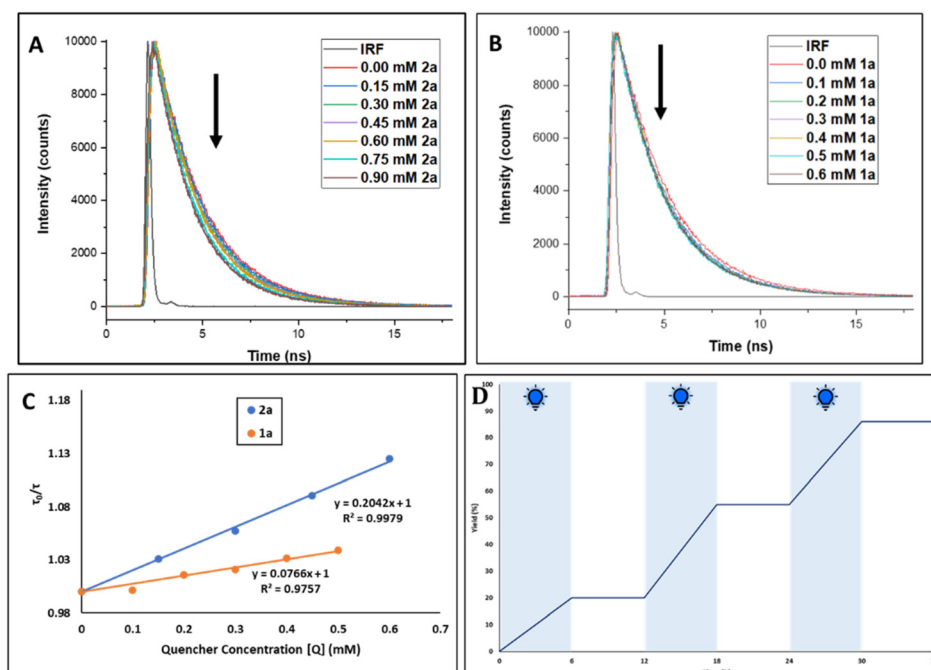 A
10000
8000
6000
4000
2000
0
Intensity (counts)
IRF
0.00 mM 2a
0.15 mM 2a
0.30 mM 2a
0.45 mM 2a
0.60 mM 2a
0.75 mM 2a
0.90 mM 2a
0
5
10
15
Time (ns)
B
10000
8000
6000
4000
2000
0
Intensity (counts)
IRF
0.0 mM 1a
0.1 mM 1a
0.2 mM 1a
0.3 mM 1a
0.4 mM 1a
0.5 mM 1a
0.6 mM 1a
0
5
10
15
Time (ns)
C
1.18
1.13
1.08
1.03
0.98
τ₀/τ
2a
1a
y = 0.2042x + 1
R² = 0.9979
y = 0.0766x + 1
R² = 0.9757
0
0.1
0.2
0.3
0.4
0.5
0.6
0.7
Quencher Concentration [Q] (mM)
D
100
90
80
70
60
50
40
30
20
10
0
Yield (%)
0
6
12
18
24
30